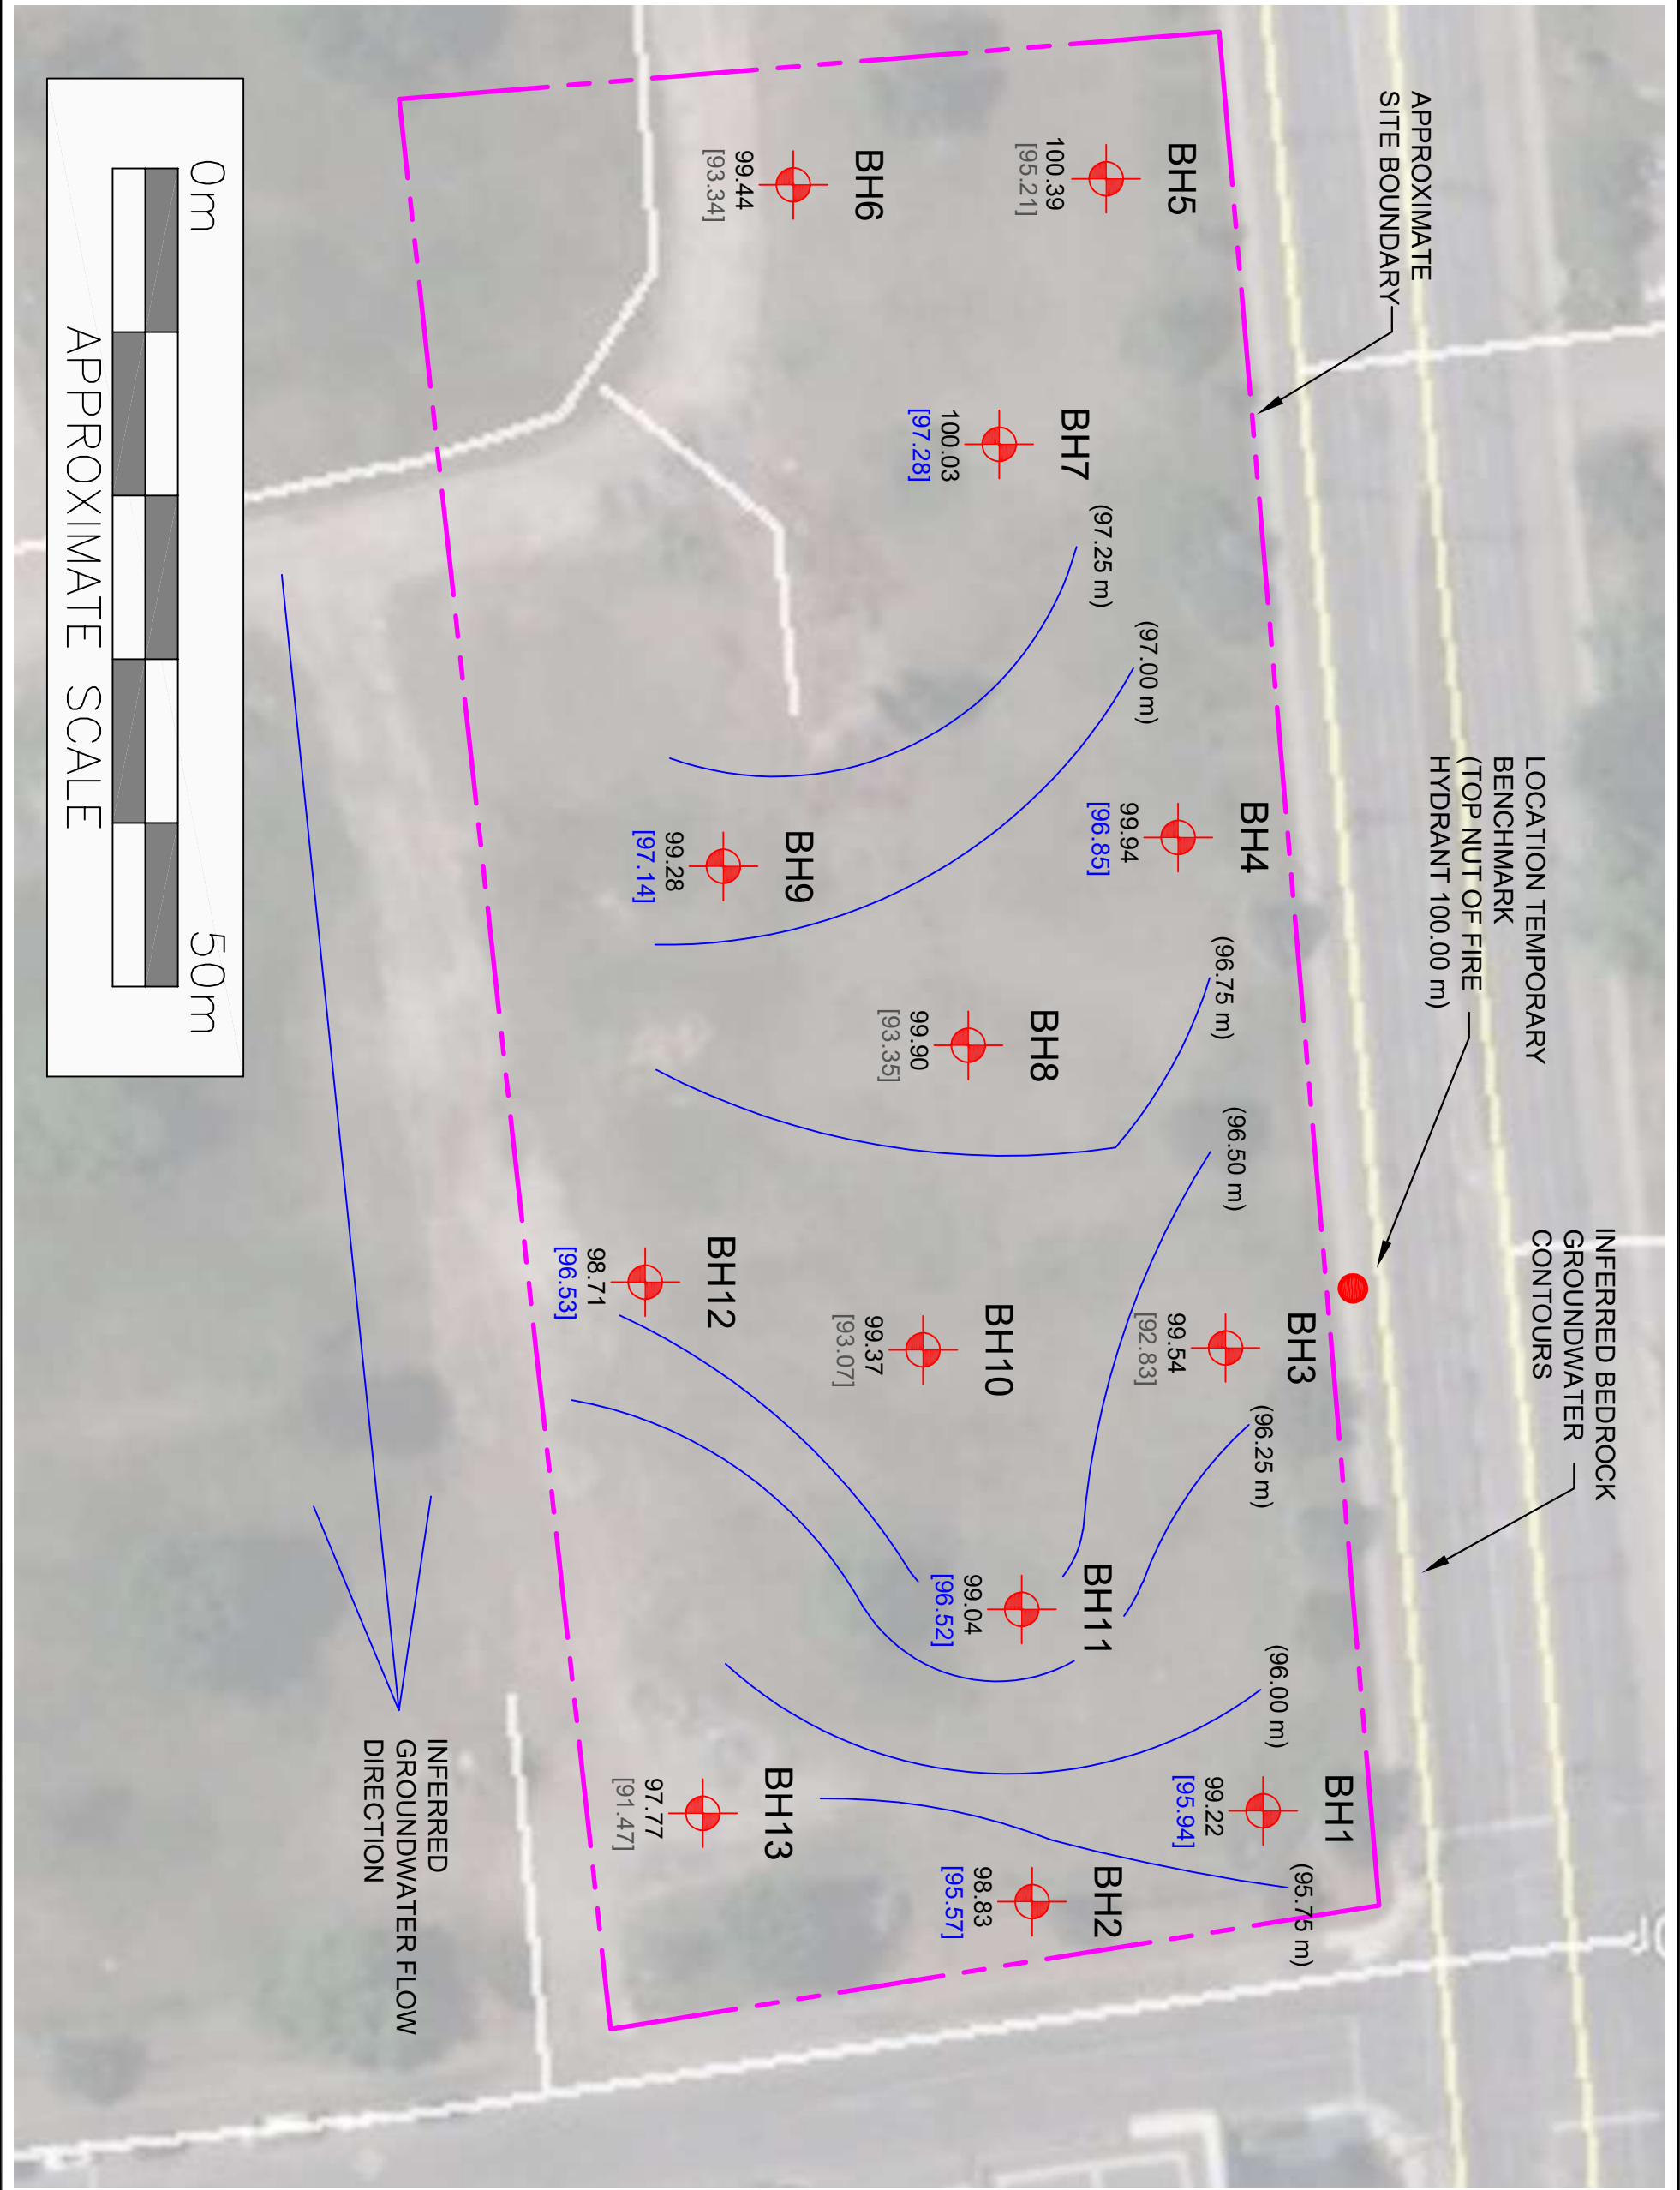 APPROXIMATE
SITE BOUNDARY
LOCATION TEMPORARY
BENCHMARK
(TOP NUT OF FIRE
HYDRANT 100.00 m)
INFERRED BEDROCK
GROUNDWATER
CONTOURS
BH5
100.39
[95.21]
BH6
99.44
[93.34]
BH7
100.03
[97.28]
(97.25 m)
(97.00 m)
BH4
99.94
[96.85]
BH9
99.28
[97.14]
(96.75 m)
BH8
99.90
[93.35]
(96.50 m)
BH3
99.54
[92.83]
BH12
98.71
[96.53]
BH10
99.37
[93.07]
(96.25 m)
BH11
99.04
[96.52]
(96.00 m)
BH1
99.22
[95.94]
BH13
97.77
[91.47]
BH2
98.83
[95.57]
(95.75 m)
INFERRED
GROUNDWATER FLOW
DIRECTION
0m
50m
APPROXIMATE SCALE